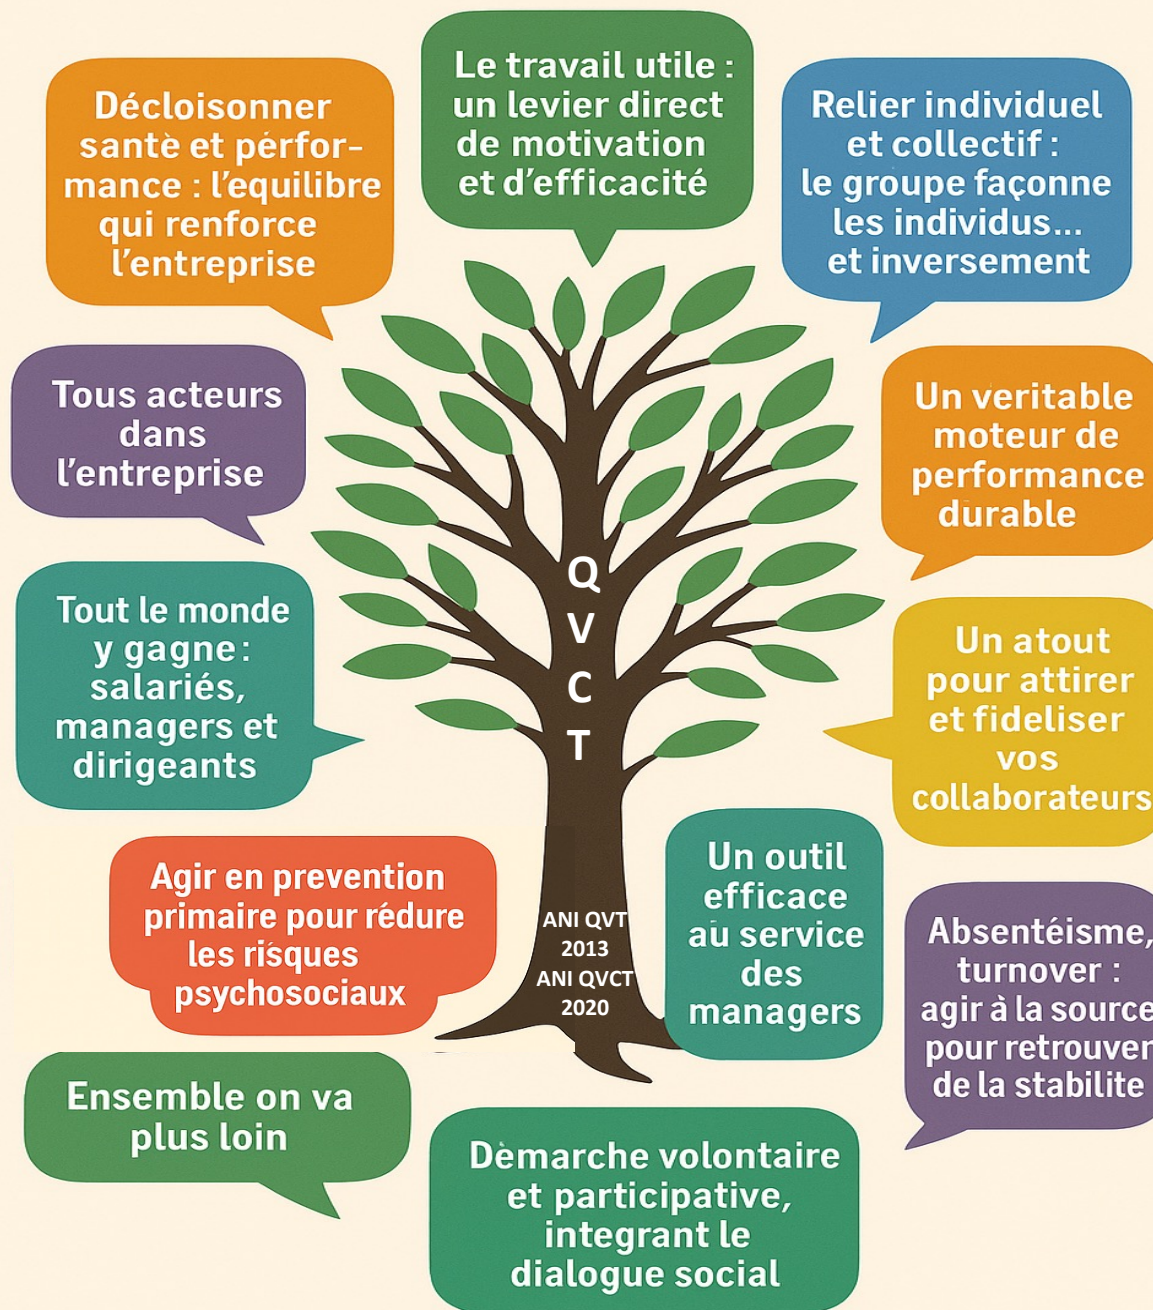 Le travail utile :
un levier direct
de motivation
et d'efficacité
Décloisonner
santè et pérfor-
mance : l'equilibre
qui renforce
l'entreprise
Relier individuel
et collectif :
le groupe façonne
les individus...
et inversement
Tous acteurs
dans
l'entreprise
Un veritable
moteur de
performance
durable
Tout le monde
y gagne :
salariés,
managers et
dirigeants
Q
V
C
T
Un atout
pour attirer
et fideliser
vos
collaborateurs
Agir en prevention
primaire pour rédure
les risques
psychosociaux
ANI QVT
2013
ANI QVCT
2020
Un outil
efficace
au service
des
managers
Absentéisme,
turnover :
agir à la source
pour retrouver
de la stabilite
Ensemble on va
plus loin
Dèmarche volontaire
et participative,
integrant le
dialogue social